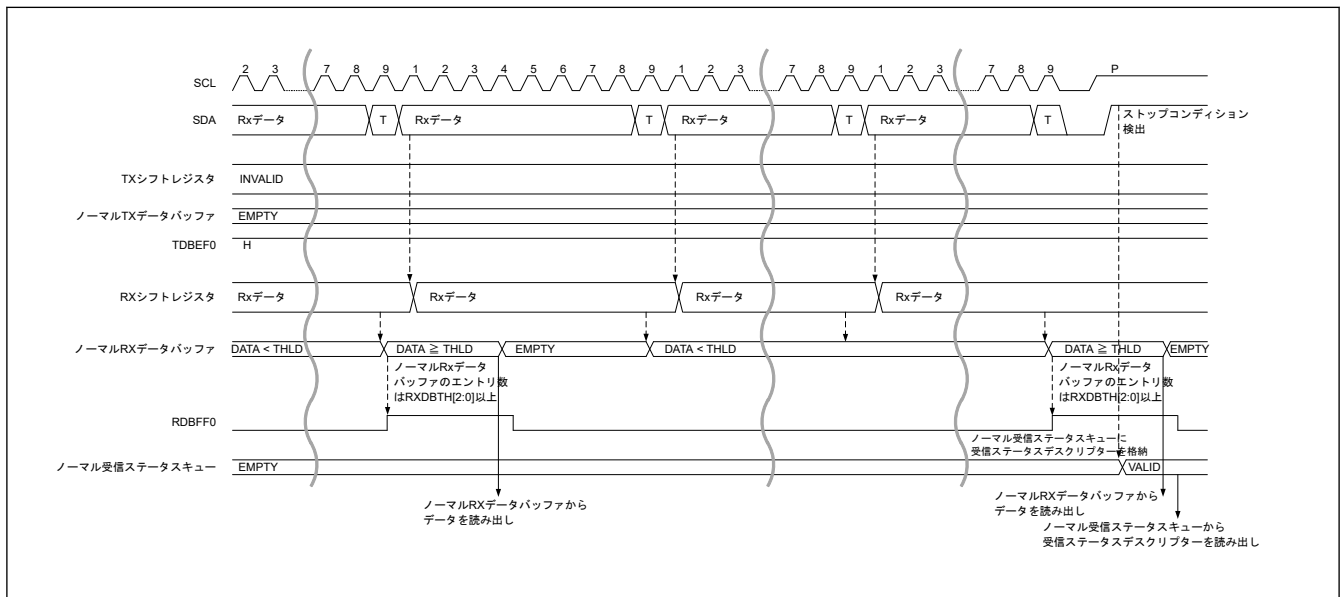 SCL 2 3 7 8 9 1 2 3 4 5 6 7 8 9 1 2 3 7 8 9 1 2 3 7 8 9 P
SDA Rxデータ T Rxデータ T Rxデータ T Rxデータ T ストップコンディション
検出
TXシフトレジスタ INVALID
ノーマルTXデータバッファ EMPTY
TDBEF0 H
RXシフトレジスタ Rxデータ Rxデータ Rxデータ Rxデータ
ノーマルRXデータバッファ DATA < THLD DATA ≧ THLD EMPTY DATA < THLD DATA ≧ THLD EMPTY
ノーマルRxデータ
バッファのエントリ数
はRXDBTH[2:0]以上
ノーマルRxデータ
バッファのエントリ数
はRXDBTH[2:0]以上
RDBFF0
ノーマル受信ステータスキューに
受信ステータスデスクリプターを格納
ノーマル受信ステータスキュー EMPTY VALID
ノーマルRXデータバッファから
データを読み出し
ノーマルRXデータバッファから
データを読み出し
ノーマル受信ステータスキューから
受信ステータスデスクリプターを読み出し